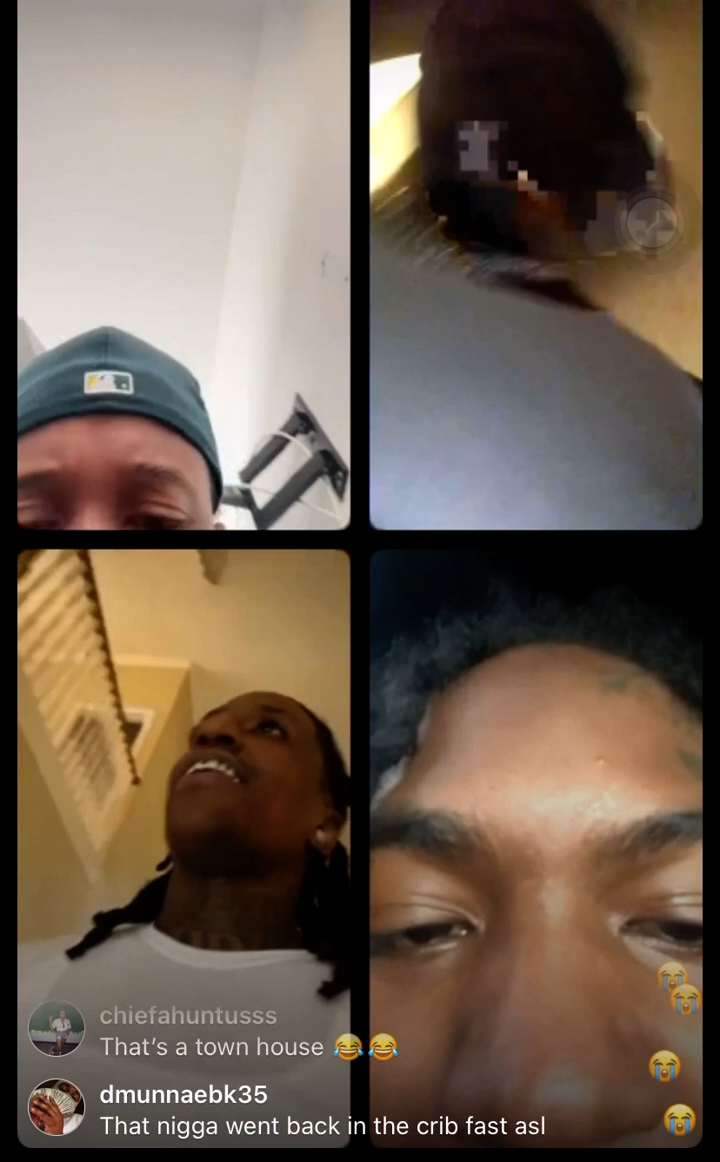 chiefahuntusss
That's a town house 😂😂
dmunnaebk35
That nigga went back in the crib fast asl